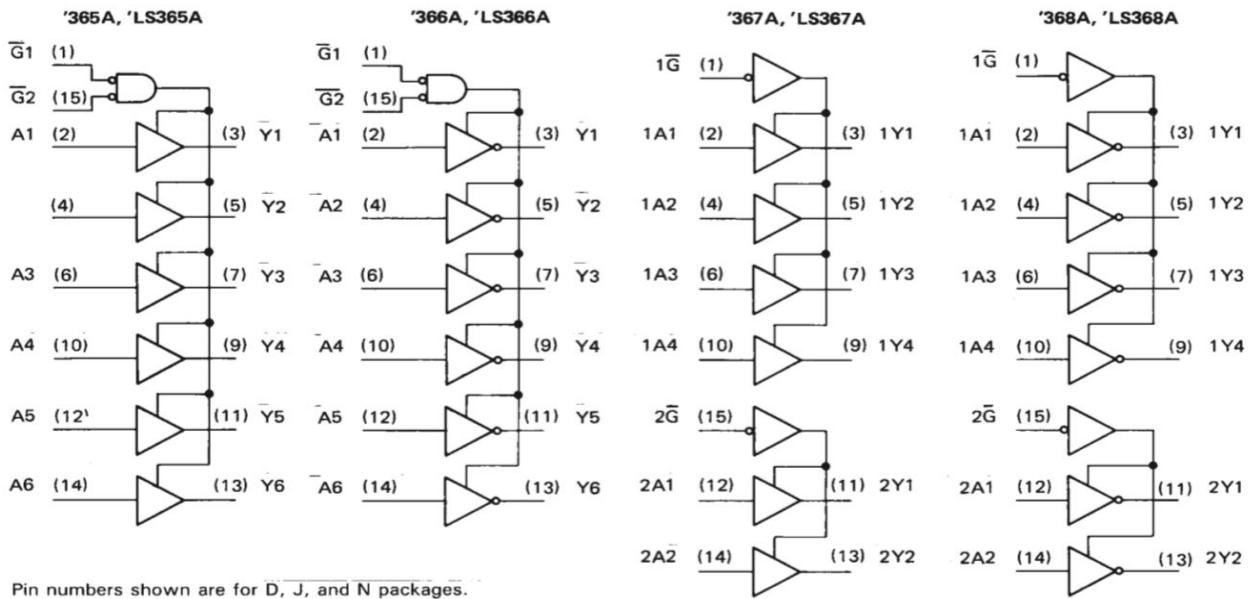 '365A, 'LS365A
G̅1 (1)
G̅2 (15)
A1 (2) (3) Y1
(4) (5) Y2
A3 (6) (7) Y3
A4 (10) (9) Y4
A5 (12) (11) Y5
A6 (14) (13) Y6
'366A, 'LS366A
G̅1 (1)
G̅2 (15)
A1 (2) (3) Y1
A2 (4) (5) Y2
A3 (6) (7) Y3
A4 (10) (9) Y4
A5 (12) (11) Y5
A6 (14) (13) Y6
'367A, 'LS367A
1G̅ (1)
1A1 (2) (3) 1Y1
1A2 (4) (5) 1Y2
1A3 (6) (7) 1Y3
1A4 (10) (9) 1Y4
2G̅ (15)
2A1 (12) (11) 2Y1
2A2 (14) (13) 2Y2
'368A, 'LS368A
1G̅ (1)
1A1 (2) (3) 1Y1
1A2 (4) (5) 1Y2
1A3 (6) (7) 1Y3
1A4 (10) (9) 1Y4
2G̅ (15)
2A1 (12) (11) 2Y1
2A2 (14) (13) 2Y2
Pin numbers shown are for D, J, and N packages.